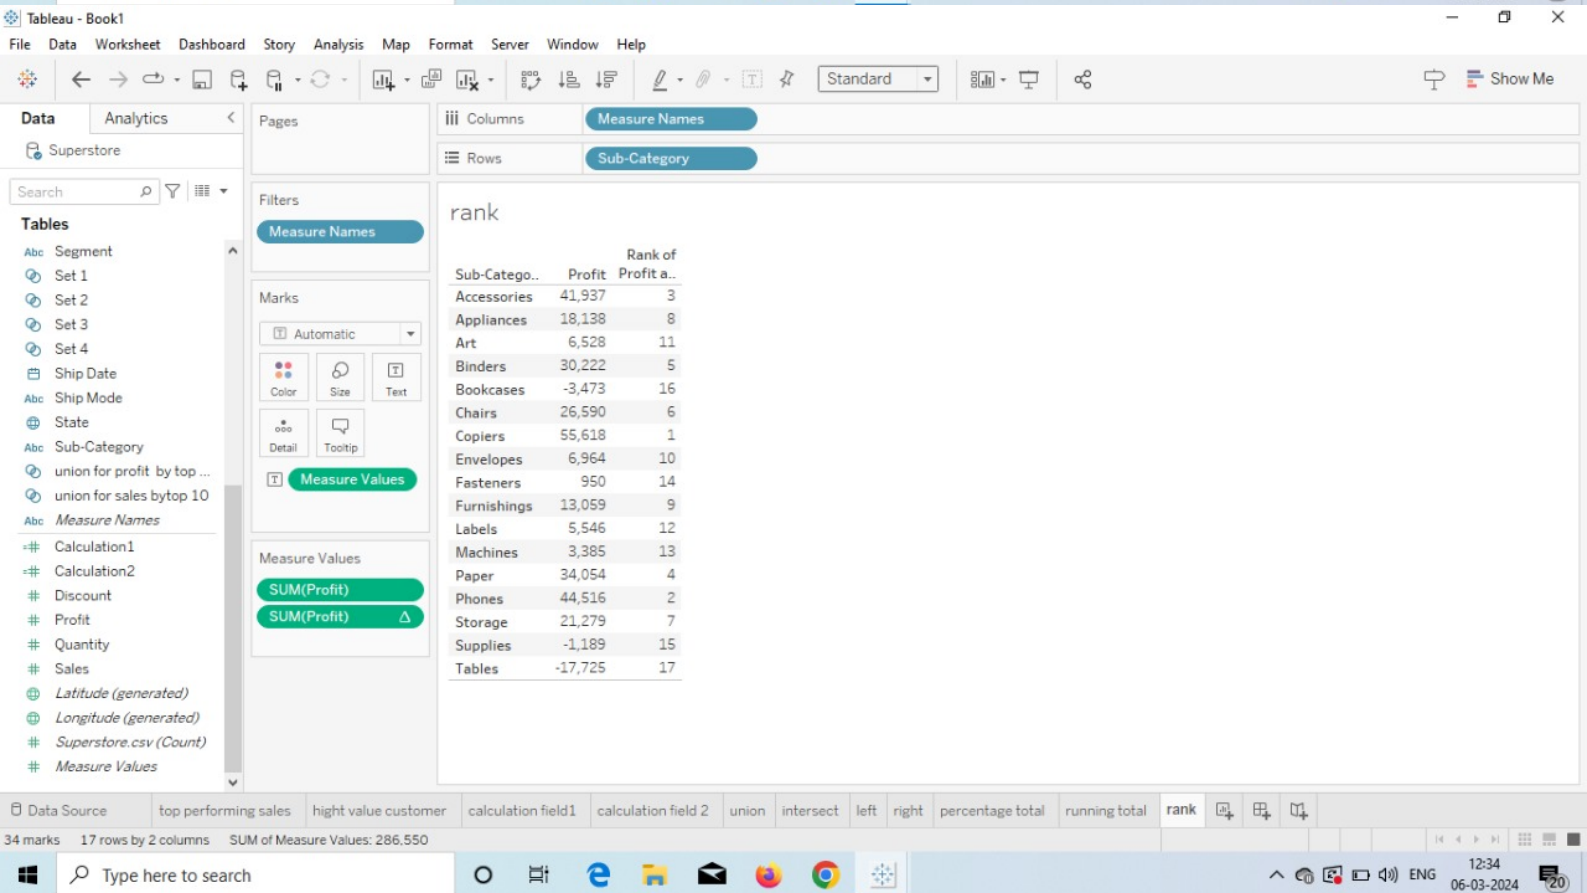 Tableau - Book1
File Data Worksheet Dashboard Story Analysis Map Format Server Window Help
Standard
Show Me
Data Analytics
Superstore
Search
Tables
Abc Segment
Set 1
Set 2
Set 3
Set 4
Ship Date
Abc Ship Mode
State
Abc Sub-Category
union for profit by top ...
union for sales bytop 10
Abc Measure Names
=# Calculation1
=# Calculation2
# Discount
# Profit
# Quantity
# Sales
Latitude (generated)
Longitude (generated)
# Superstore.csv (Count)
# Measure Values
Pages
Filters
Measure Names
Marks
Automatic
Color Size Text
Detail Tooltip
Measure Values
Measure Values
SUM(Profit)
SUM(Profit) Δ
Columns Measure Names
Rows Sub-Category
rank
Rank of
Sub-Catego.. Profit Profit a..
Accessories 41,937 3
Appliances 18,138 8
Art 6,528 11
Binders 30,222 5
Bookcases -3,473 16
Chairs 26,590 6
Copiers 55,618 1
Envelopes 6,964 10
Fasteners 950 14
Furnishings 13,059 9
Labels 5,546 12
Machines 3,385 13
Paper 34,054 4
Phones 44,516 2
Storage 21,279 7
Supplies -1,189 15
Tables -17,725 17
Data Source top performing sales hight value customer calculation field1 calculation field 2 union intersect left right percentage total running total rank
34 marks 17 rows by 2 columns SUM of Measure Values: 286,550
Type here to search
ENG
12:34
06-03-2024
20